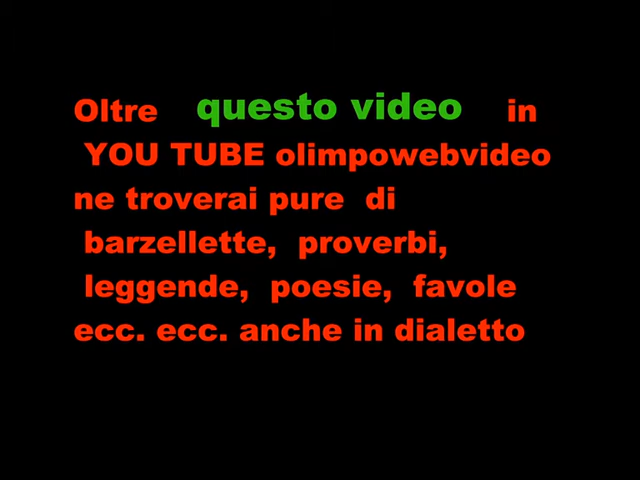 Oltre questo video in
YOU TUBE olimpowebvideo
ne troverai pure di
barzellette, proverbi,
leggende, poesie, favole
ecc. ecc. anche in dialetto